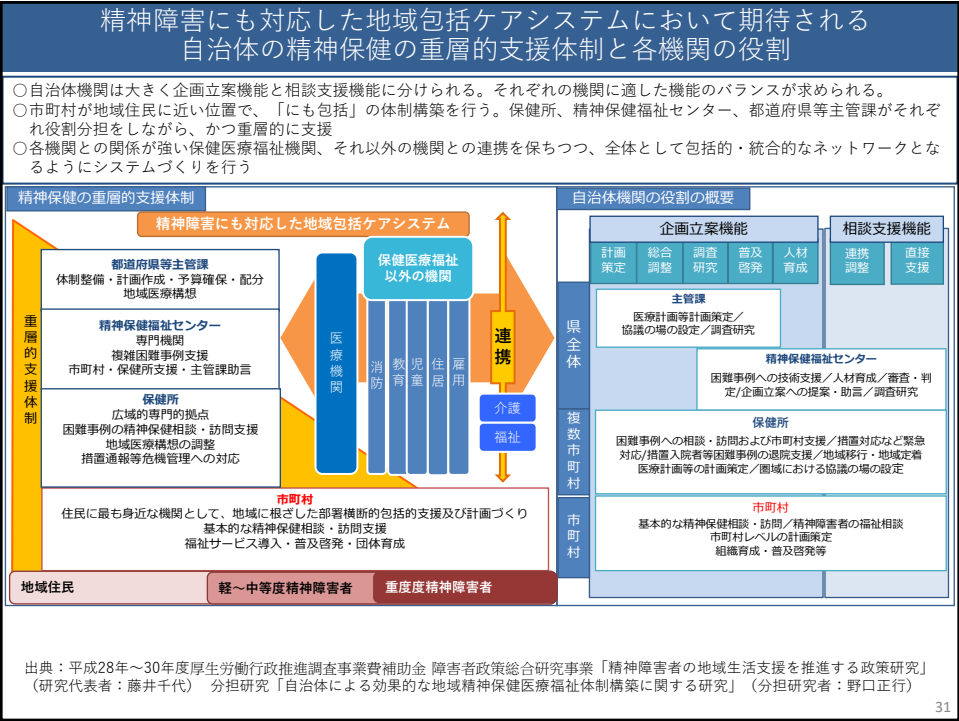 精神障害にも対応した地域包括ケアシステムにおいて期待される
自治体の精神保健の重層的支援体制と各機関の役割
○自治体機関は大きく企画立案機能と相談支援機能に分けられる。それぞれの機関に適した機能のバランスが求められる。
○市町村が地域住民に近い位置で、「にも包括」の体制構築を行う。保健所、精神保健福祉センター、都道府県等主管課がそれぞ
れ役割分担をしながら、かつ重層的に支援
○各機関との関係が強い保健医療福祉機関、それ以外の機関との連携を保ちつつ、全体として包括的・統合的なネットワークとな
るようにシステムづくりを行う
精神保健の重層的支援体制
精神障害にも対応した地域包括ケアシステム
重層的支援体制
都道府県等主管課
体制整備・計画作成・予算確保・配分
地域医療構想
精神保健福祉センター
専門機関
複雑困難事例支援
市町村・保健所支援・主管課助言
保健所
広域的専門的拠点
困難事例の精神保健相談・訪問支援
地域医療構想の調整
措置通報等危機管理への対応
医療機関
保健医療福祉
以外の機関
消防
教育
児童
住居
雇用
連携
介護
福祉
市町村
住民に最も身近な機関として、地域に根ざした部署横断的包括的支援及び計画づくり
基本的な精神保健相談・訪問支援
福祉サービス導入・普及啓発・団体育成
地域住民
軽～中等度精神障害者
重度度精神障害者
自治体機関の役割の概要
企画立案機能
相談支援機能
計画
策定
総合
調整
調査
研究
普及
啓発
人材
育成
連携
調整
直接
支援
県全体
主管課
医療計画等計画策定／
協議の場の設定／調査研究
精神保健福祉センター
困難事例への技術支援／人材育成／審査・判
定/企画立案への提案・助言／調査研究
複数市町村
保健所
困難事例への相談・訪問および市町村支援／措置対応など緊急
対応/措置入院者等困難事例の退院支援／地域移行・地域定着
医療計画等の計画策定／圏域における協議の場の設定
市町村
市町村
基本的な精神保健相談・訪問／精神障害者の福祉相談
市町村レベルの計画策定
組織育成・普及啓発等
出典：平成28年～30年度厚生労働行政推進調査事業費補助金 障害者政策総合研究事業「精神障害者の地域生活支援を推進する政策研究」
（研究代表者：藤井千代） 分担研究「自治体による効果的な地域精神保健医療福祉体制構築に関する研究」（分担研究者：野口正行）
31